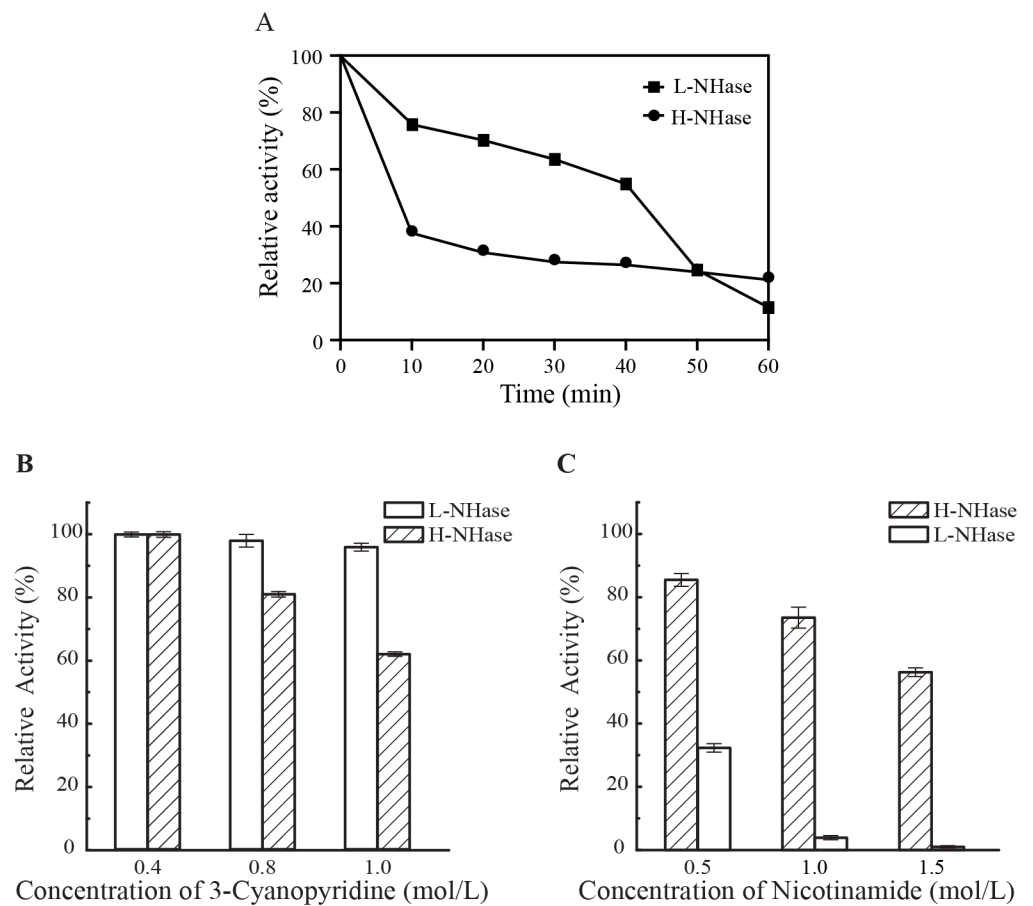 A
Relative activity (%)
100
80
60
40
20
0
L-NHase
H-NHase
0 10 20 30 40 50 60
Time (min)
B
Relative Activity (%)
100
80
60
40
20
0
L-NHase
H-NHase
0.4 0.8 1.0
Concentration of 3-Cyanopyridine (mol/L)
C
Relative Activity (%)
100
80
60
40
20
0
H-NHase
L-NHase
0.5 1.0 1.5
Concentration of Nicotinamide (mol/L)